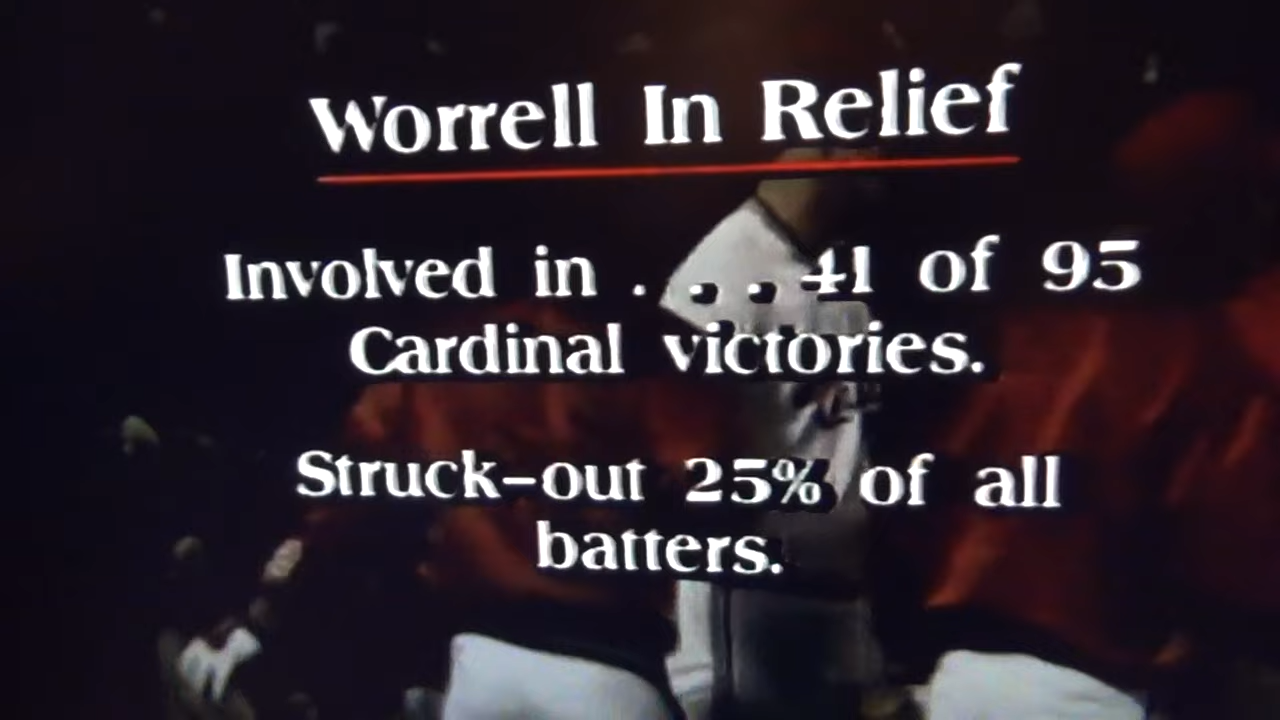 Worrell In Relief
Involved in . . . 41 of 95
Cardinal victories.
Struck-out 25% of all
batters.